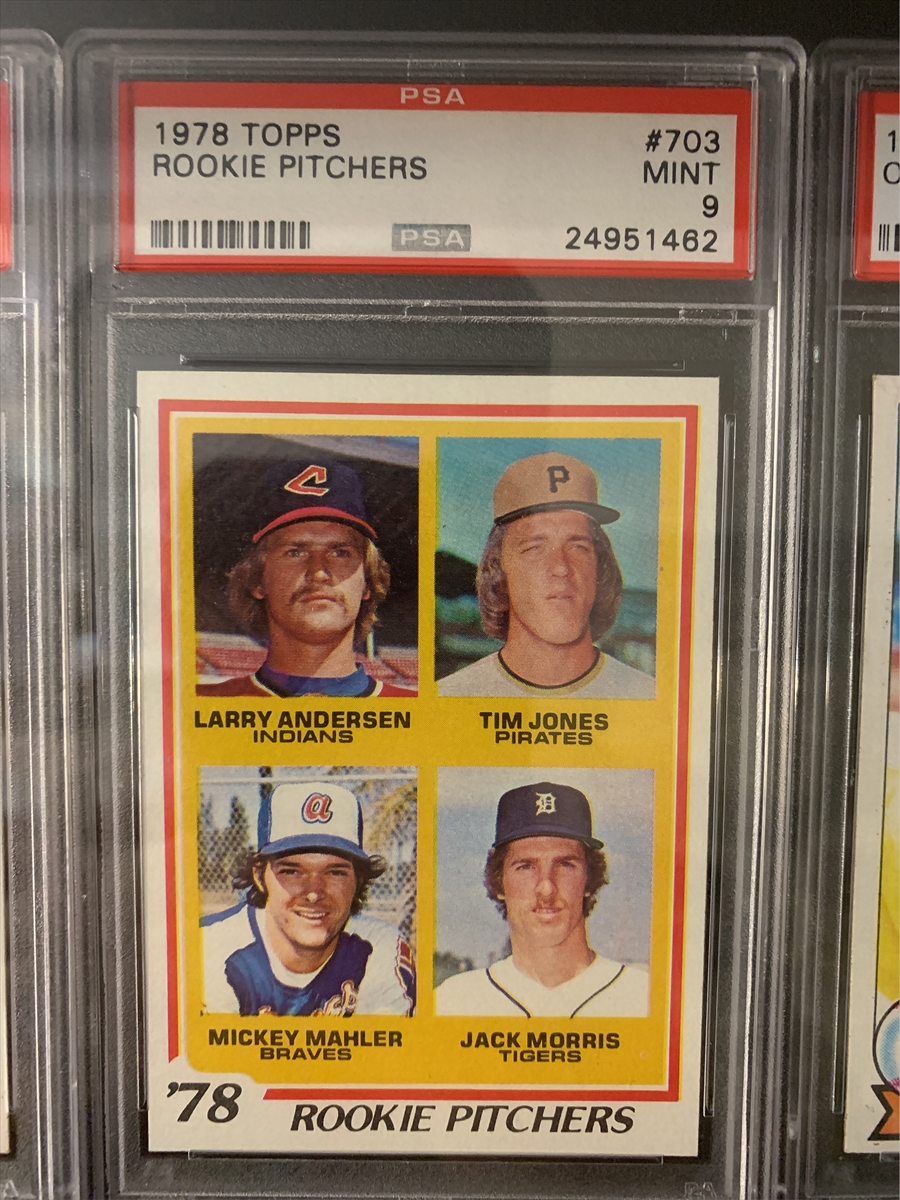 PSA
1978 TOPPS #703
ROOKIE PITCHERS MINT
9
PSA 24951462
C
P
LARRY ANDERSEN TIM JONES
INDIANS PIRATES
a
D
MICKEY MAHLER JACK MORRIS
BRAVES TIGERS
'78 ROOKIE PITCHERS